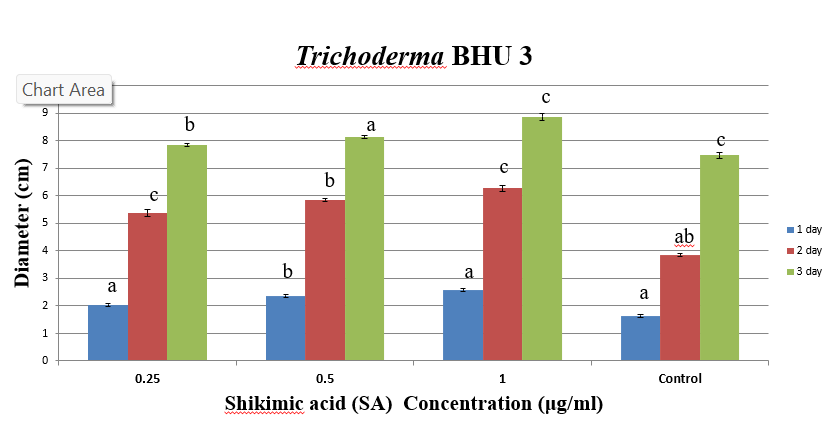 Trichoderma BHU 3
Chart Area
9
8
7
6
5
4
3
2
1
0
Diameter (cm)
a
c
b
b
b
a
a
c
c
a
ab
c
1 day
2 day
3 day
0.25
0.5
1
Control
Shikimic acid (SA) Concentration (µg/ml)